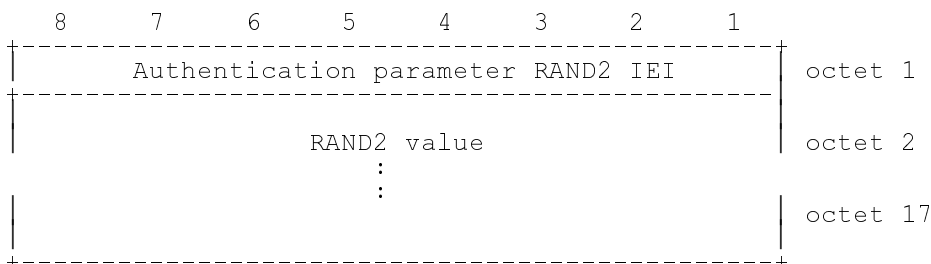 8 7 6 5 4 3 2 1
Authentication parameter RAND2 IEI octet 1
RAND2 value octet 2
:
:
octet 17